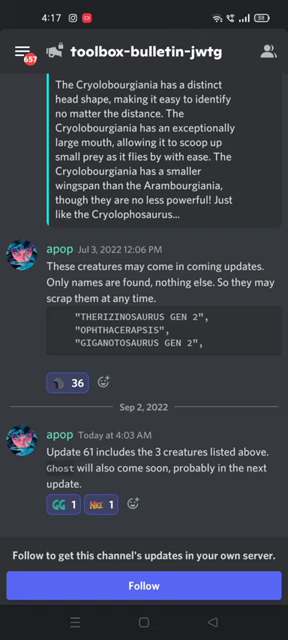 4:17
38
657
toolbox-bulletin-jwtg
The Cryolobourgiania has a distinct
head shape, making it easy to identify
no matter the distance. The
Cryolobourgiania has an exceptionally
large mouth, allowing it to scoop up
small prey as it flies by with ease. The
Cryolobourgiania has a smaller
wingspan than the Arambourgiania,
though they are no less powerful! Just
like the Cryolophosaurus...
apop Jul 3, 2022 12:06 PM
These creatures may come in coming updates.
Only names are found, nothing else. So they may
scrap them at any time.
"THERIZINOSAURUS GEN 2",
"OPHTHACERAPSIS",
"GIGANOTOSAURUS GEN 2",
36
Sep 2, 2022
apop Today at 4:03 AM
Update 61 includes the 3 creatures listed above.
Ghost will also come soon, probably in the next
update.
GG 1 NICE 1
Follow to get this channel's updates in your own server.
Follow